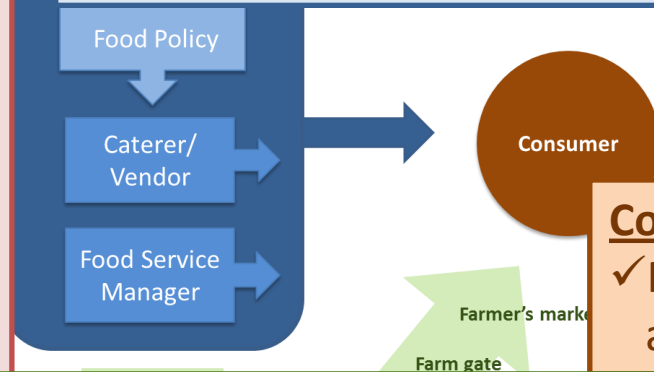 Food Policy
Caterer/
Vendor
Food Service
Manager
Consumer
Co
Farmer's marke
a
Farm gate